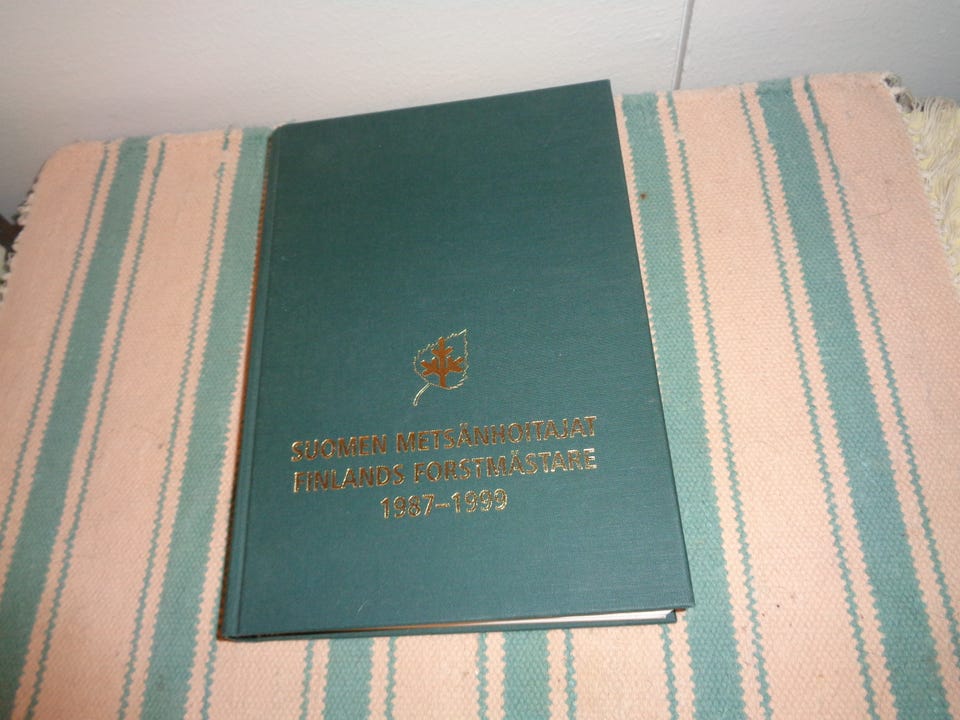 SUOMEN METSÄNHOITAJAT
FINLANDS FORSTMÄSTARE
1987–1999